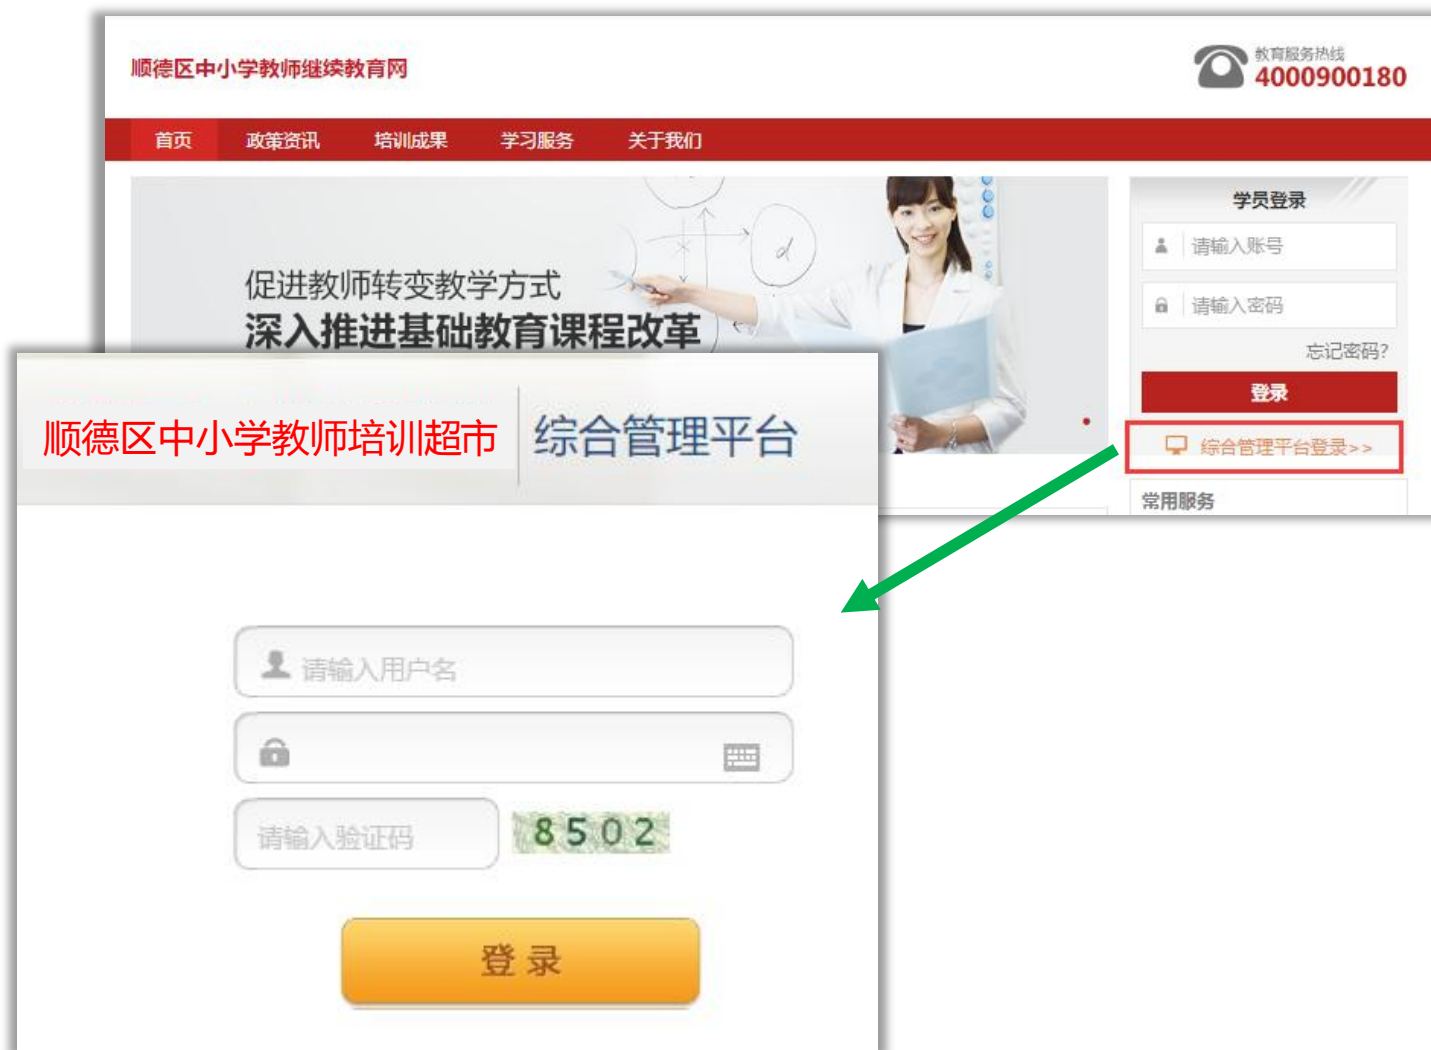 顺德区中小学教师继续教育网
教育服务热线
4000900180
首页 政策资讯 培训成果 学习服务 关于我们
促进教师转变教学方式
深入推进基础教育课程改革
d
学员登录
请输入账号
请输入密码
忘记密码?
登录
综合管理平台登录>>
常用服务
顺德区中小学教师培训超市 综合管理平台
请输入用户名
请输入验证码 8502
登录